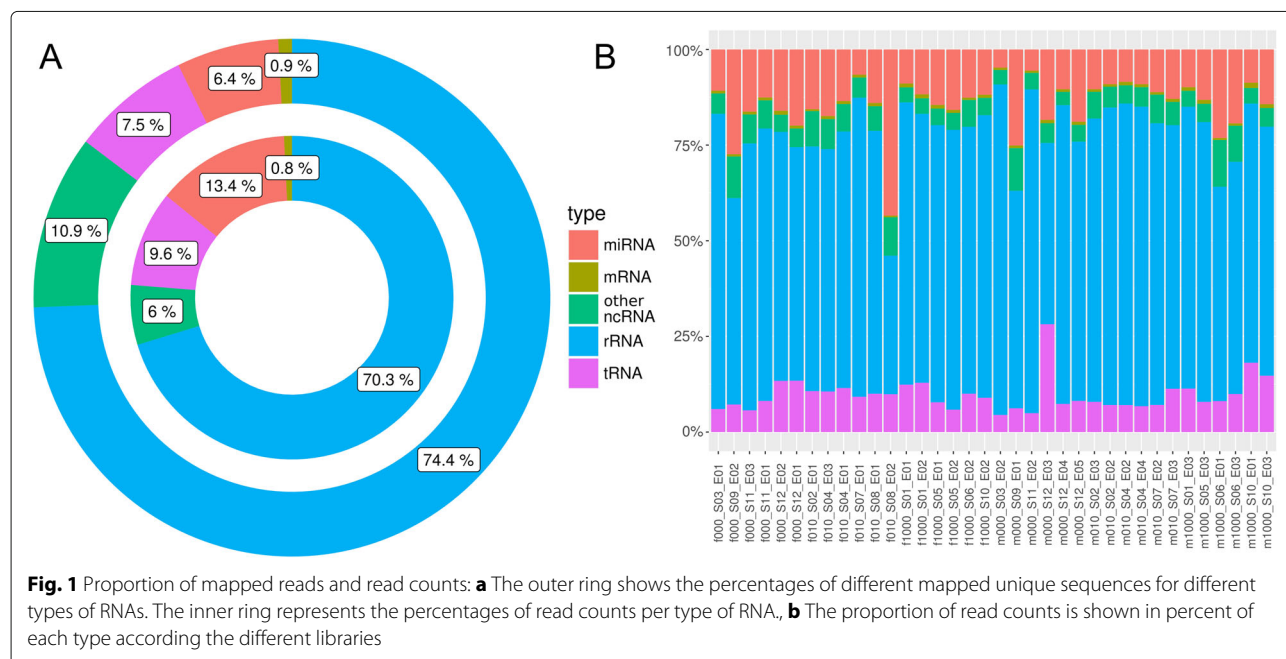 A
0.9 %
6.4 %
7.5 %
0.8 %
13.4 %
10.9 %
9.6 %
6 %
70.3 %
74.4 %
type
miRNA
mRNA
other
ncRNA
rRNA
tRNA
B
100%
75%
50%
25%
0%
f000_S03_E01
f000_S09_E02
f000_S11_E03
f000_S11_E01
f000_S12_E02
f000_S12_E01
f010_S02_E01
f010_S04_E03
f010_S04_E01
f010_S07_E01
f010_S08_E01
f010_S08_E02
f1000_S01_E01
f1000_S01_E02
f1000_S05_E01
f1000_S05_E02
f1000_S06_E02
f1000_S10_E02
m000_S03_E02
m000_S09_E01
m000_S11_E02
m000_S12_E03
m000_S12_E04
m000_S12_E05
m010_S02_E03
m010_S02_E02
m010_S04_E02
m010_S04_E04
m010_S07_E02
m010_S07_E03
m1000_S01_E03
m1000_S05_E03
m1000_S06_E01
m1000_S06_E03
m1000_S10_E01
m1000_S10_E03
Fig. 1 Proportion of mapped reads and read counts: a The outer ring shows the percentages of different mapped unique sequences for different
types of RNAs. The inner ring represents the percentages of read counts per type of RNA., b The proportion of read counts is shown in percent of
each type according the different libraries